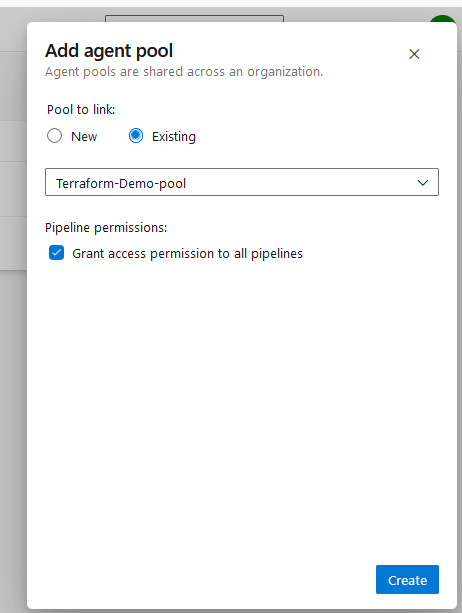 Add agent pool
Agent pools are shared across an organization.
Pool to link:
New Existing
Terraform-Demo-pool
Pipeline permissions:
Grant access permission to all pipelines
Create